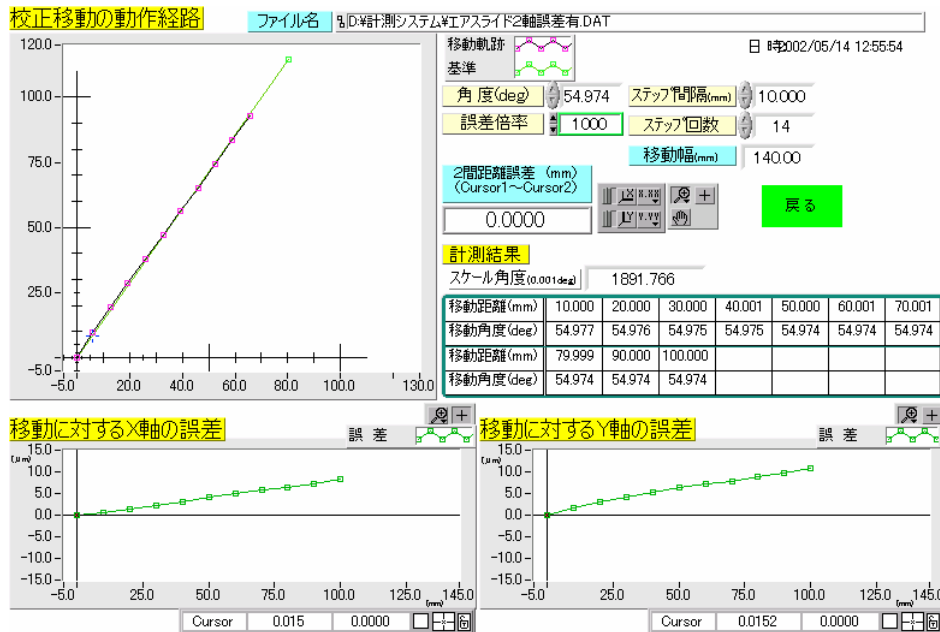 校正移動の動作経路
ファイル名 D:¥計測システム¥エアスライド2軸誤差有.DAT
移動軌跡
基準
日 時 2002/05/14 12:55:54
角 度(deg) 54.974 ステップ間隔(mm) 10.000
誤差倍率 1000 ステップ回数 14
移動幅(mm) 140.00
2間距離誤差 (mm)
(Cursor1～Cursor2)
0.0000
戻る
計測結果
スケール角度(0.001deg) 1891.766
移動距離(mm) 10.000 20.000 30.000 40.001 50.000 60.001 70.001
移動角度(deg) 54.977 54.976 54.975 54.975 54.974 54.974 54.974
移動距離(mm) 79.999 90.000 100.000
移動角度(deg) 54.974 54.974 54.974
120.0
100.0
75.0
50.0
25.0
-5.0
-5.0 20.0 40.0 60.0 80.0 100.0 130.0
移動に対するX軸の誤差
誤 差
(μm)
15.0
10.0
5.0
0.0
-5.0
-10.0
-15.0
-5.0 25.0 50.0 75.0 100.0 125.0 145.0
(mm)
Cursor 0.015 0.0000
移動に対するY軸の誤差
誤 差
(μm)
15.0
10.0
5.0
0.0
-5.0
-10.0
-15.0
-5.0 25.0 50.0 75.0 100.0 125.0 145.0
(mm)
Cursor 0.0152 0.0000